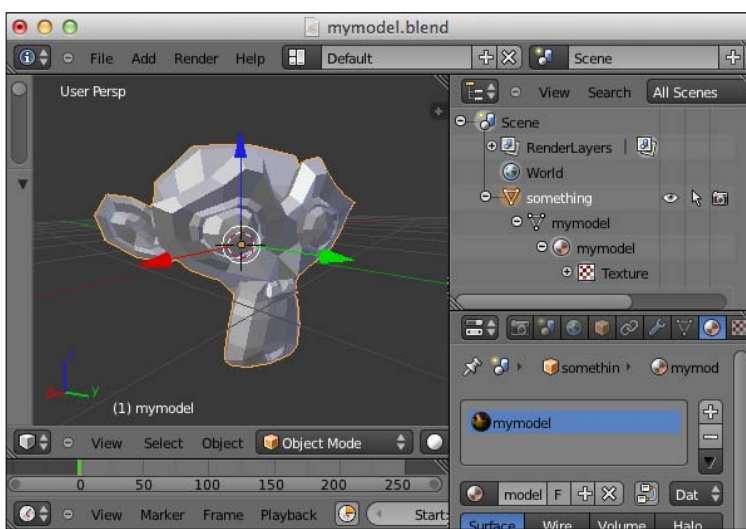 mymodel.blend
File Add Render Help Default Scene
User Persp
View Search All Scenes
Scene
RenderLayers
World
something
mymodel
mymodel
Texture
somethin mymod
mymodel
model F Dat
Surface Wire Volume Halo
x y
(1) mymodel
View Select Object Object Mode
0 50 100 150 200 250
View Marker Frame Playback Start: